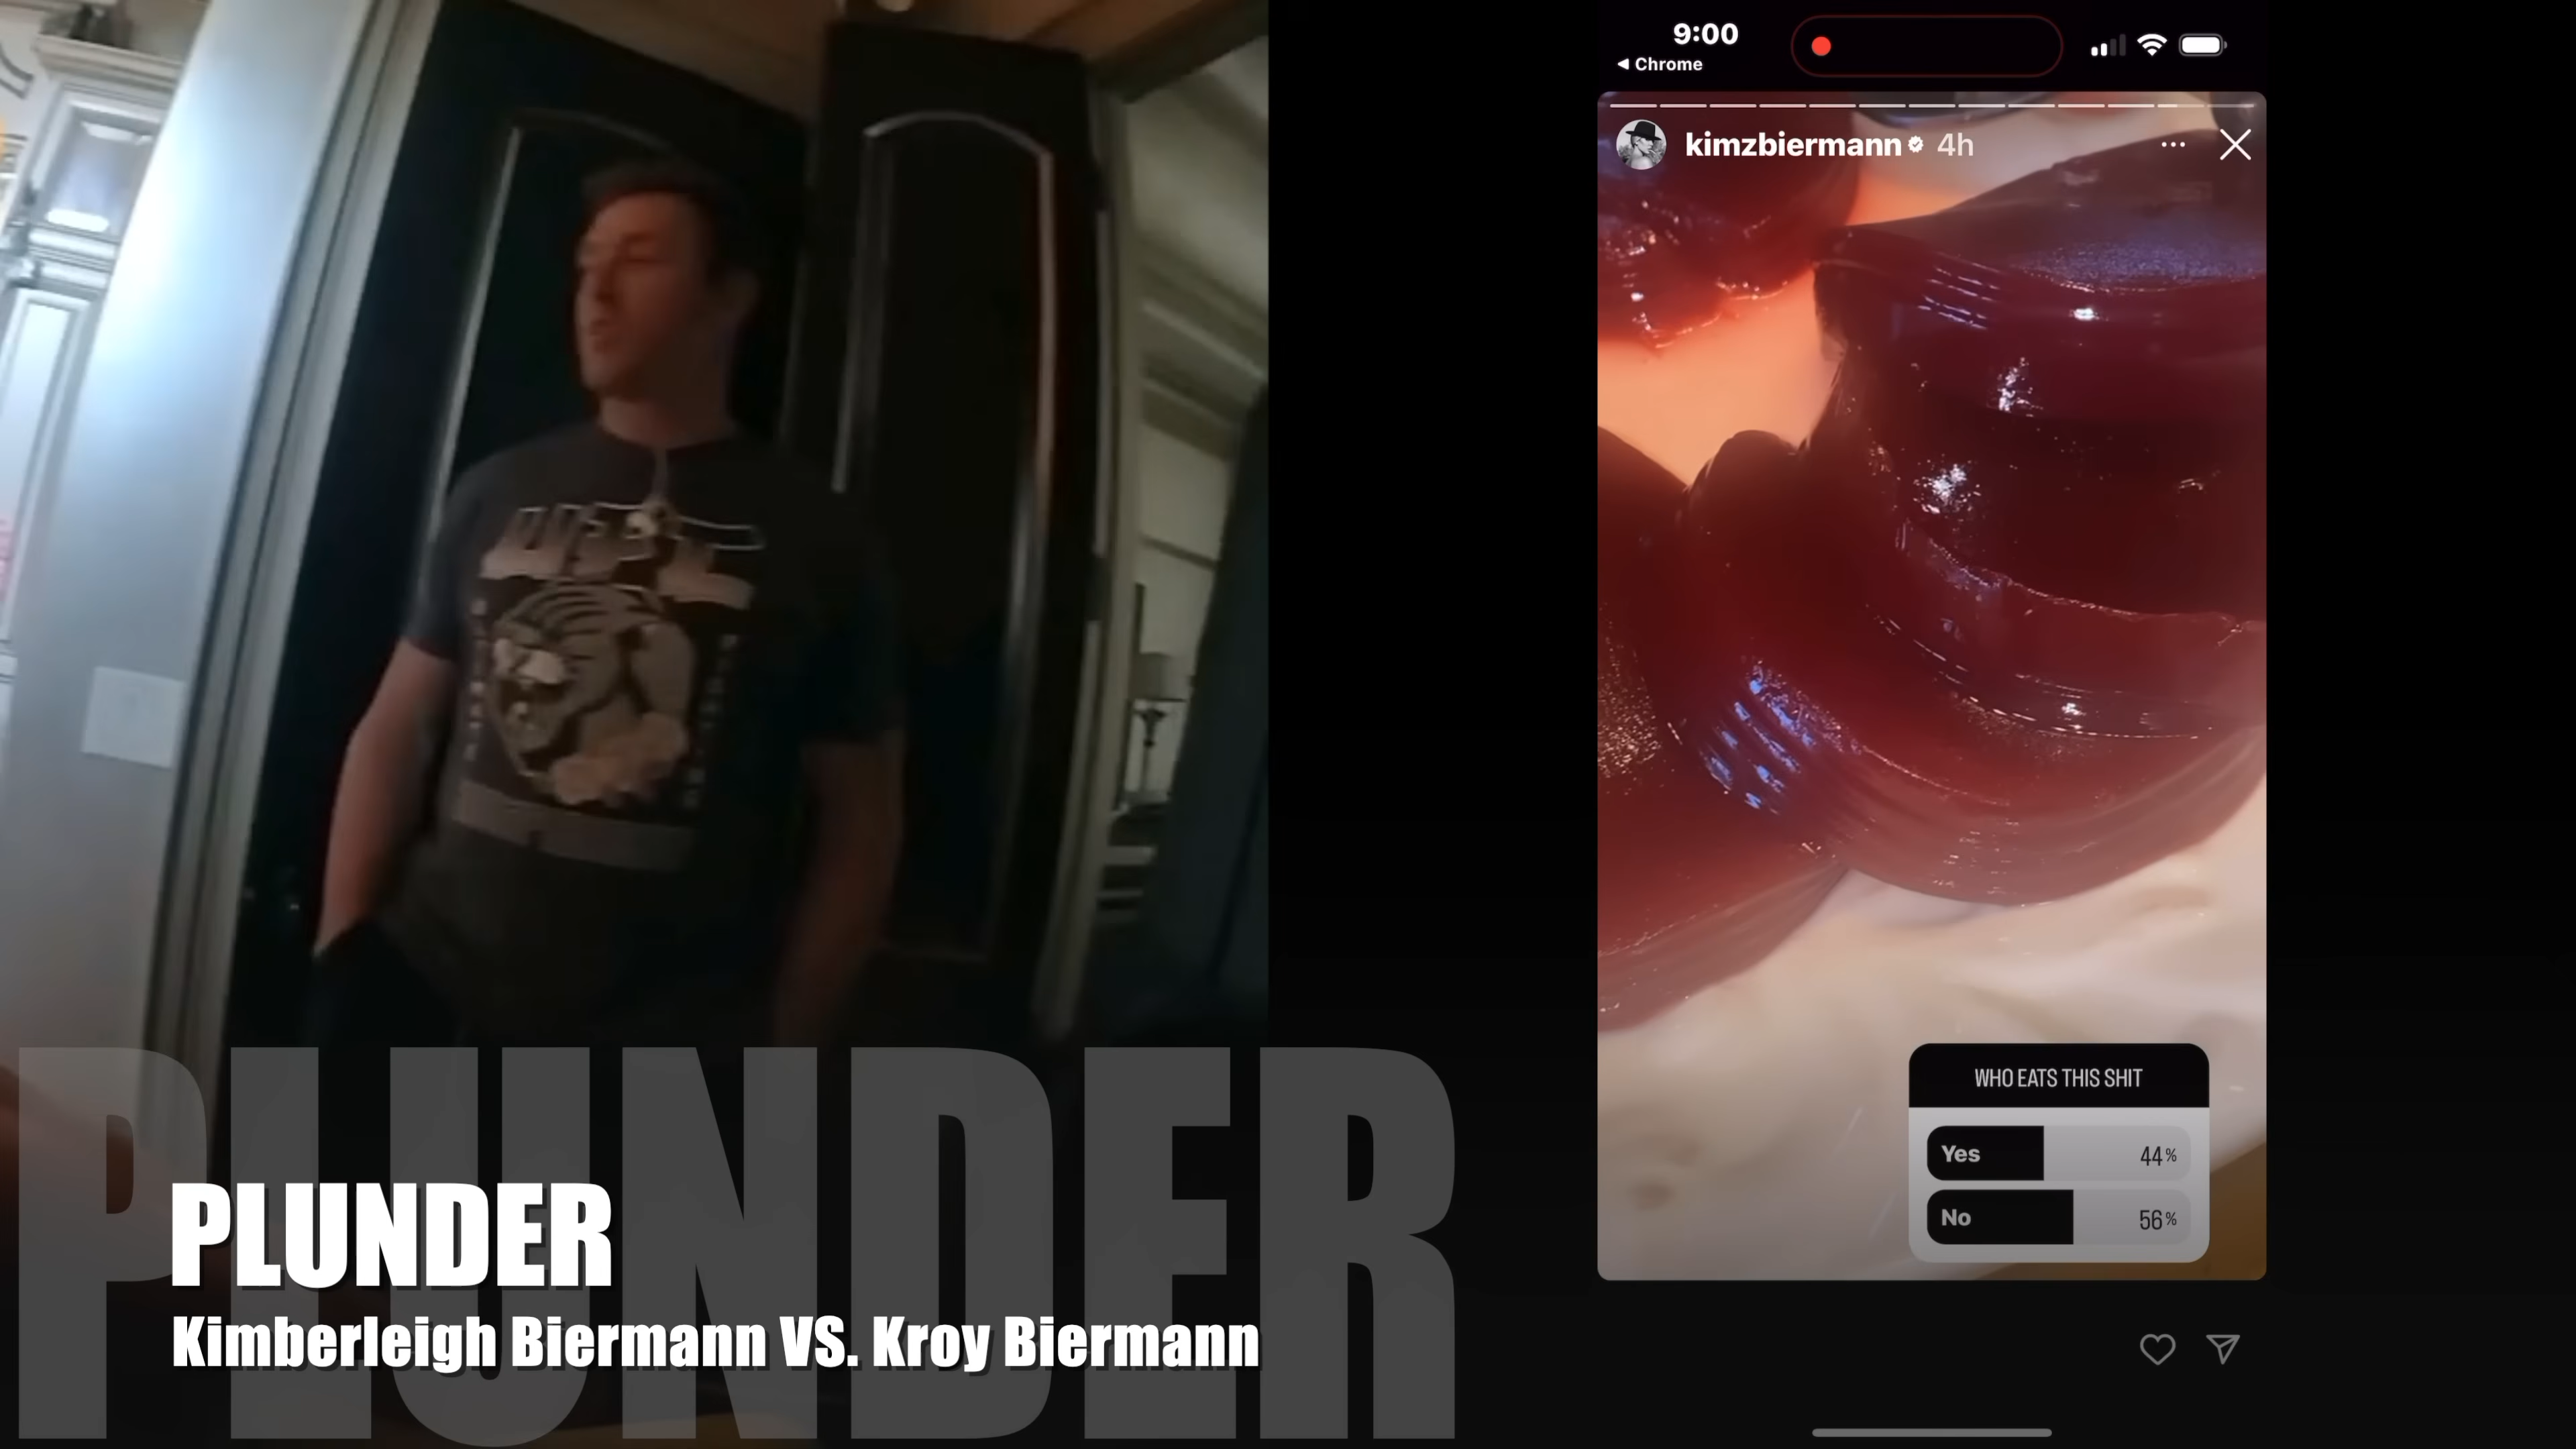 9:00
Chrome
kimzbiermann 4h
WHO EATS THIS SHIT
Yes 44%
No 56%
PLUNDER
PLUNDER
Kimberleigh Biermann VS. Kroy Biermann